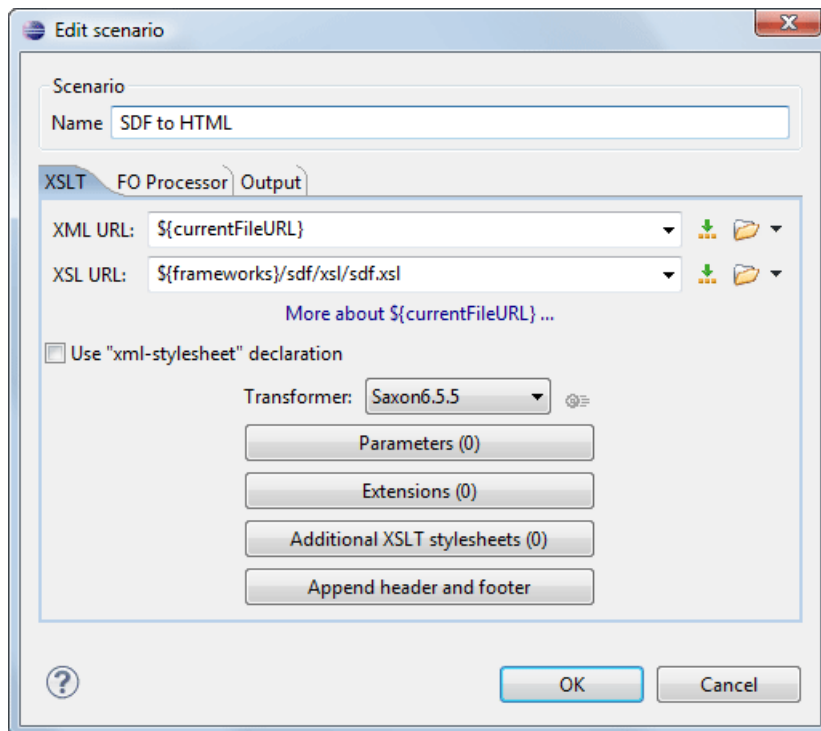 Edit scenario
Scenario
Name SDF to HTML
XSLT FO Processor Output
XML URL: ${currentFileURL}
XSL URL: ${frameworks}/sdf/xsl/sdf.xsl
More about ${currentFileURL} ...
Use "xml-stylesheet" declaration
Transformer: Saxon6.5.5
Parameters (0)
Extensions (0)
Additional XSLT stylesheets (0)
Append header and footer
? OK Cancel